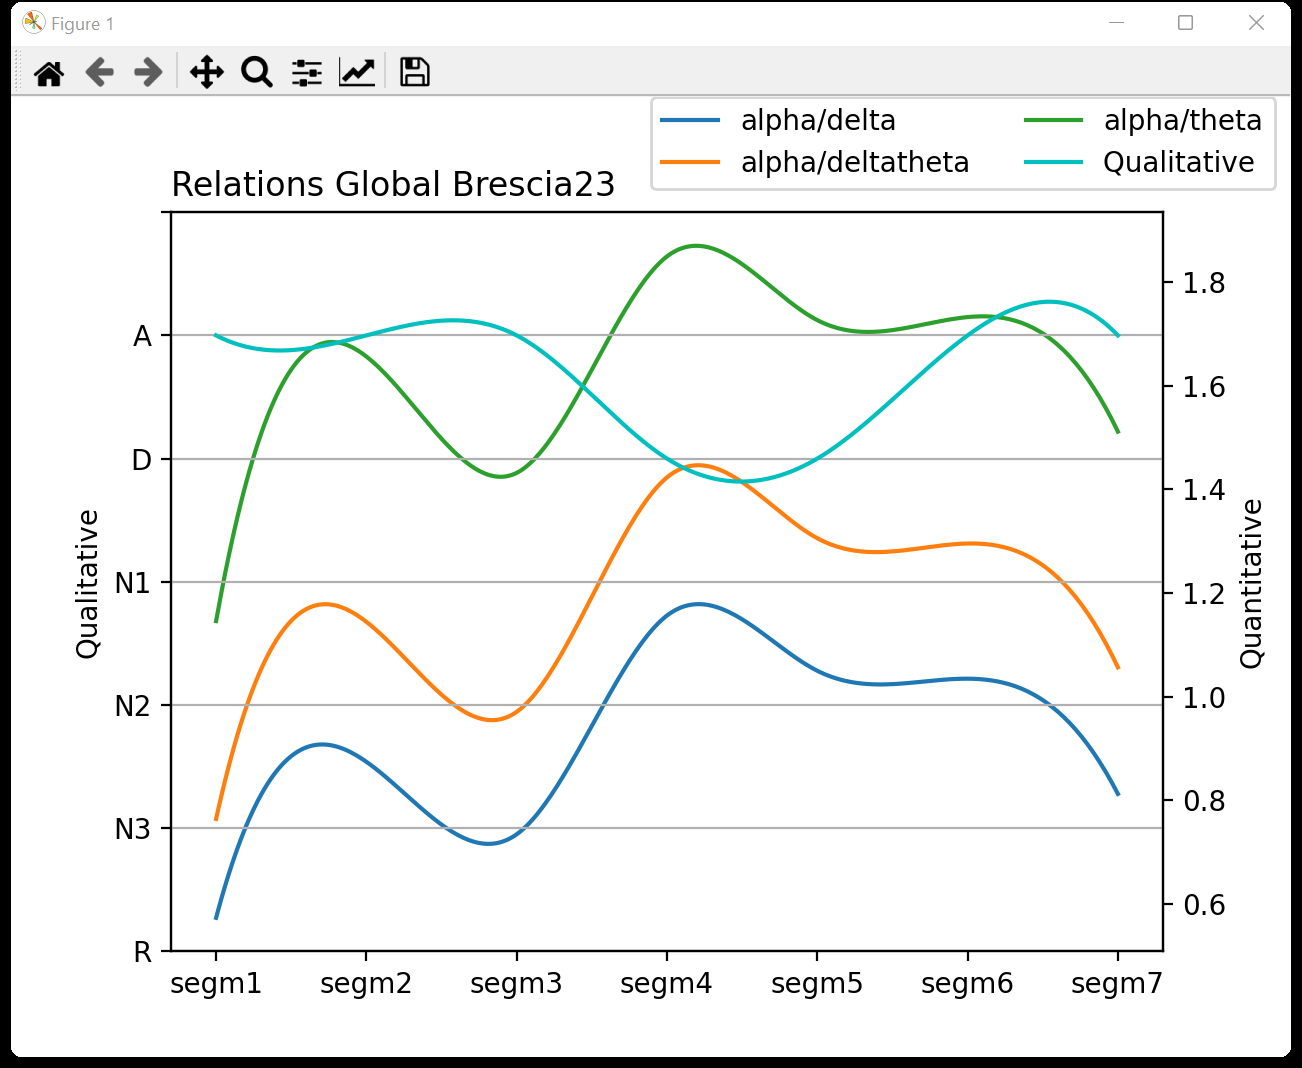 Figure 1
alpha/delta
alpha/deltatheta
alpha/theta
Qualitative
Relations Global Brescia23
Qualitative
A
D
N1
N2
N3
R
segm1 segm2 segm3 segm4 segm5 segm6 segm7
1.8
1.6
1.4
1.2
1.0
0.8
0.6
Quantitative